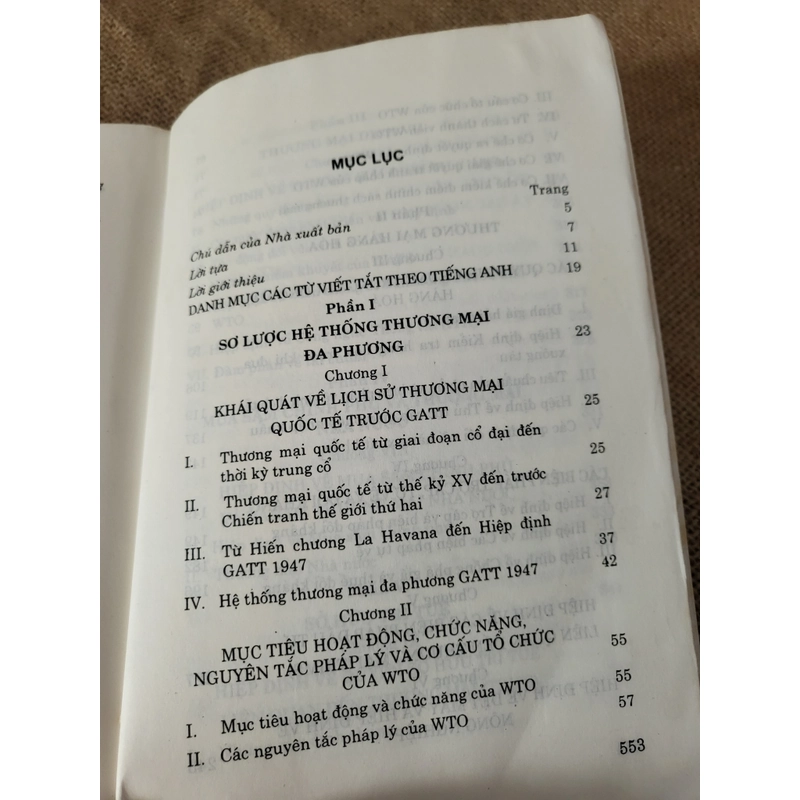 MỤC LỤC
Trang
Chú dẫn của Nhà xuất bản 5
Lời tựa 7
Lời giới thiệu 11
DANH MỤC CÁC TỪ VIẾT TẮT THEO TIẾNG ANH 19
Phần I
SƠ LƯỢC HỆ THỐNG THƯƠNG MẠI
ĐA PHƯƠNG 23
Chương I
KHÁI QUÁT VỀ LỊCH SỬ THƯƠNG MẠI
QUỐC TẾ TRƯỚC GATT 25
I. Thương mại quốc tế từ giai đoạn cổ đại đến
thời kỳ trung cổ 25
II. Thương mại quốc tế từ thế kỷ XV đến trước
Chiến tranh thế giới thứ hai 27
III. Từ Hiến chương La Havana đến Hiệp định
GATT 1947 37
IV. Hệ thống thương mại đa phương GATT 1947 42
Chương II
MỤC TIÊU HOẠT ĐỘNG, CHỨC NĂNG,
NGUYÊN TẮC PHÁP LÝ VÀ CƠ CẤU TỔ CHỨC
CỦA WTO 55
I. Mục tiêu hoạt động và chức năng của WTO 55
II. Các nguyên tắc pháp lý của WTO 57
553